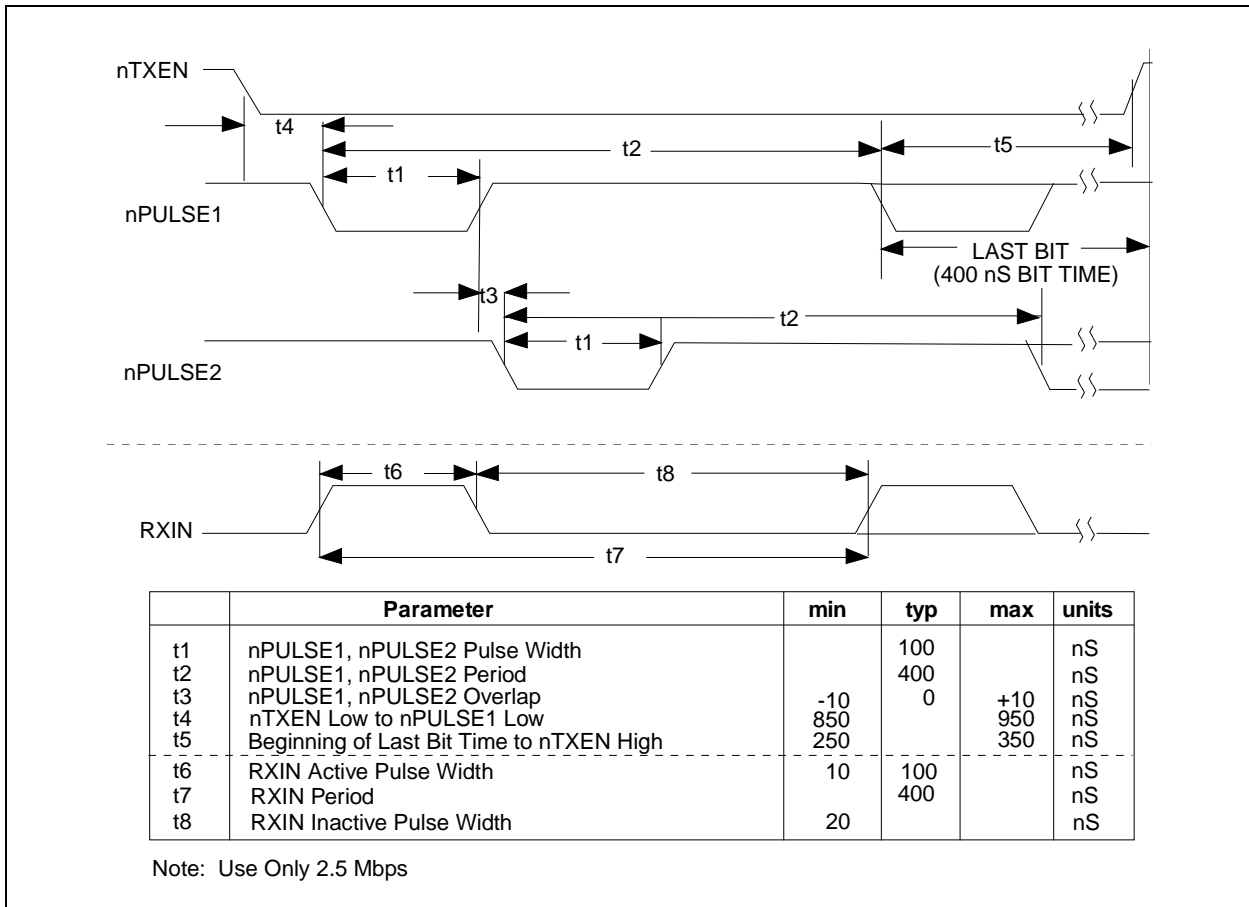 nTXEN
t4
t2
t5
t1
nPULSE1
LAST BIT
(400 nS BIT TIME)
t3
t2
t1
nPULSE2
t6
t8
RXIN
t7
Parameter min typ max units
t1 nPULSE1, nPULSE2 Pulse Width 100 nS
t2 nPULSE1, nPULSE2 Period 400 nS
t3 nPULSE1, nPULSE2 Overlap -10 0 +10 nS
t4 nTXEN Low to nPULSE1 Low 850 950 nS
t5 Beginning of Last Bit Time to nTXEN High 250 350 nS
t6 RXIN Active Pulse Width 10 100 nS
t7 RXIN Period 400 nS
t8 RXIN Inactive Pulse Width 20 nS
Note: Use Only 2.5 Mbps